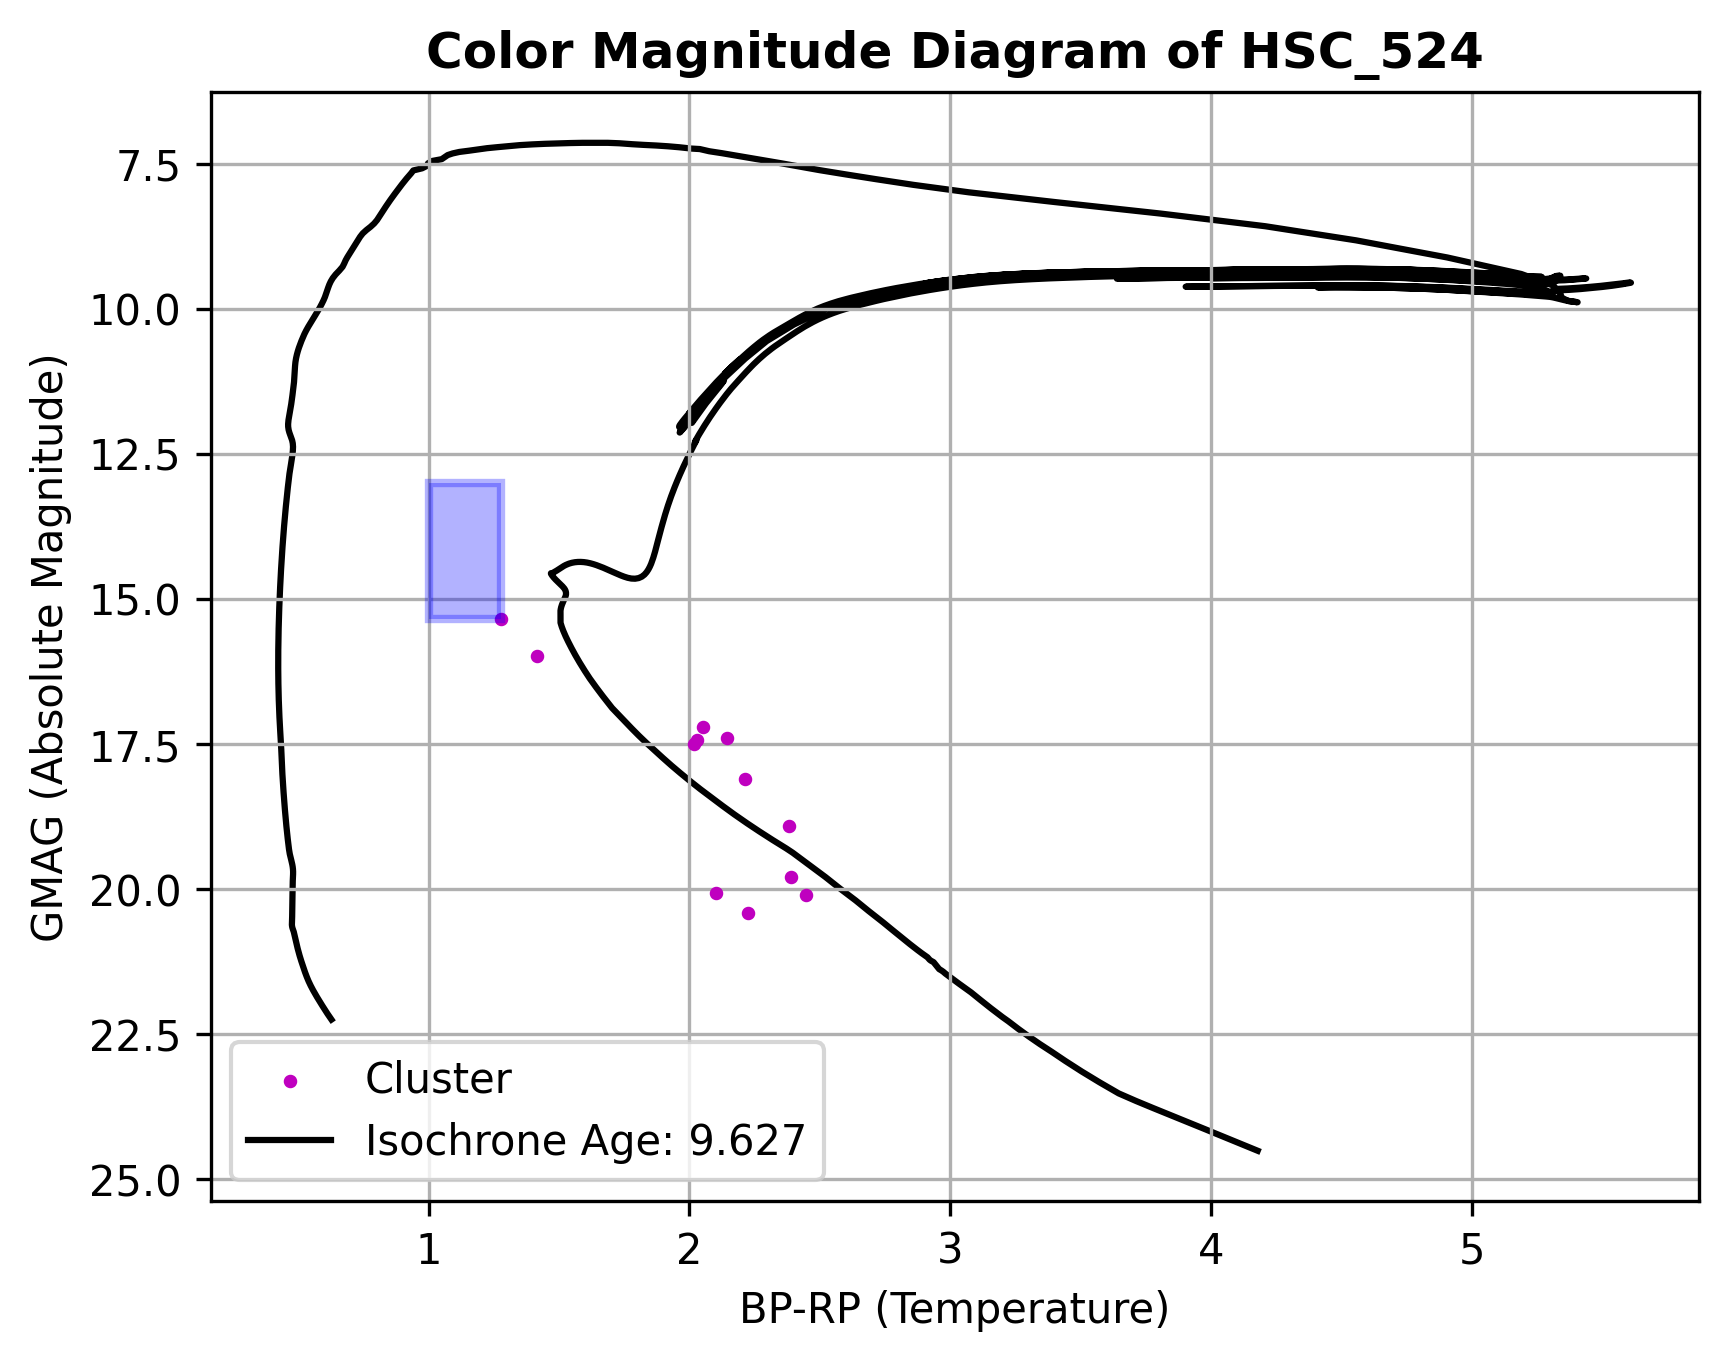 Color Magnitude Diagram of HSC_524
GMAG (Absolute Magnitude)
7.5
10.0
12.5
15.0
17.5
20.0
22.5
25.0
Cluster
Isochrone Age: 9.627
1 2 3 4 5
BP-RP (Temperature)